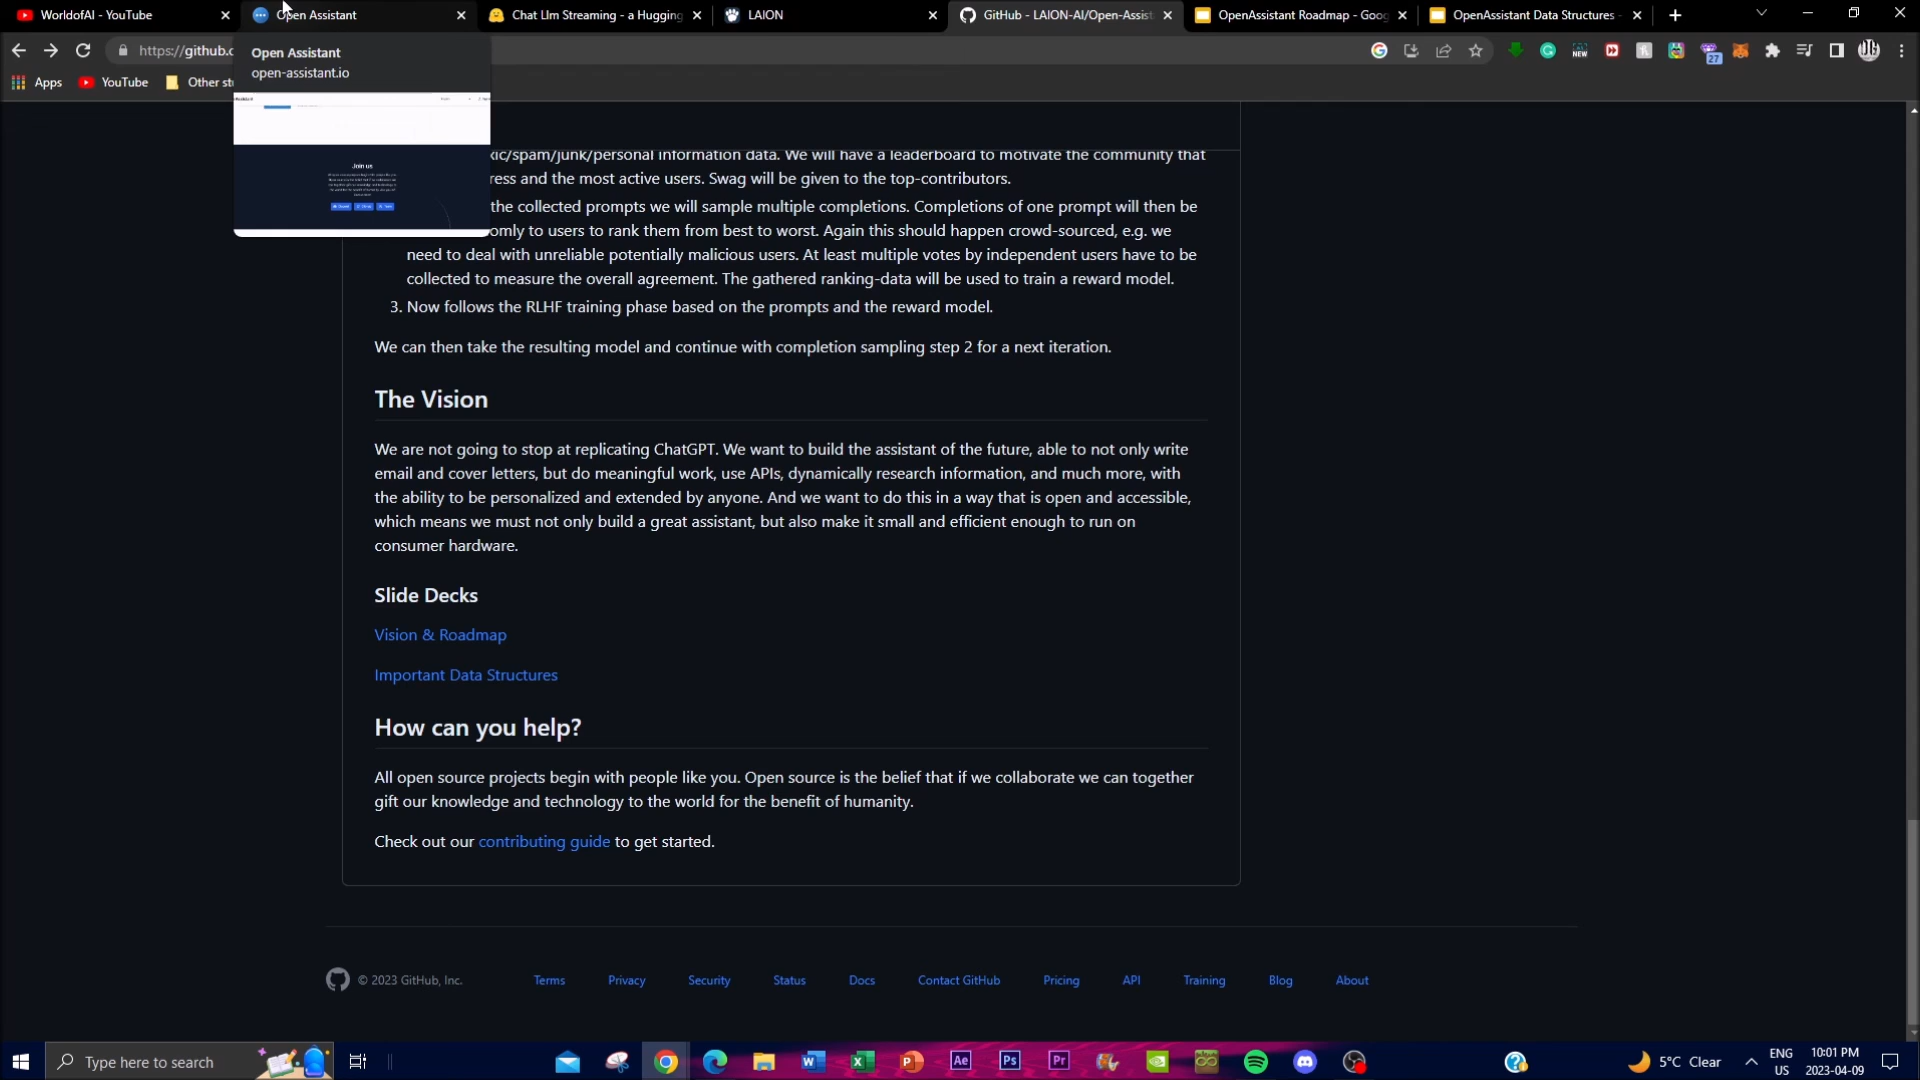 WorldofAI - YouTube
Open Assistant
Chat Llm Streaming - a Hugging
LAION
GitHub - LAION-AI/Open-Assist
OpenAssistant Roadmap - Goog
OpenAssistant Data Structures -
https://github.c
Open Assistant
open-assistant.io
27
Apps
YouTube
Other st
Join us
xic/spam/junk/personal information data. We will have a leaderboard to motivate the community that
ress and the most active users. Swag will be given to the top-contributors.
the collected prompts we will sample multiple completions. Completions of one prompt will then be
omly to users to rank them from best to worst. Again this should happen crowd-sourced, e.g. we
need to deal with unreliable potentially malicious users. At least multiple votes by independent users have to be
collected to measure the overall agreement. The gathered ranking-data will be used to train a reward model.
3. Now follows the RLHF training phase based on the prompts and the reward model.
We can then take the resulting model and continue with completion sampling step 2 for a next iteration.
The Vision
We are not going to stop at replicating ChatGPT. We want to build the assistant of the future, able to not only write
email and cover letters, but do meaningful work, use APIs, dynamically research information, and much more, with
the ability to be personalized and extended by anyone. And we want to do this in a way that is open and accessible,
which means we must not only build a great assistant, but also make it small and efficient enough to run on
consumer hardware.
Slide Decks
Vision & Roadmap
Important Data Structures
How can you help?
All open source projects begin with people like you. Open source is the belief that if we collaborate we can together
gift our knowledge and technology to the world for the benefit of humanity.
Check out our contributing guide to get started.
© 2023 GitHub, Inc.
Terms
Privacy
Security
Status
Docs
Contact GitHub
Pricing
API
Training
Blog
About
Type here to search
5°C Clear
ENG
US
10:01 PM
2023-04-09